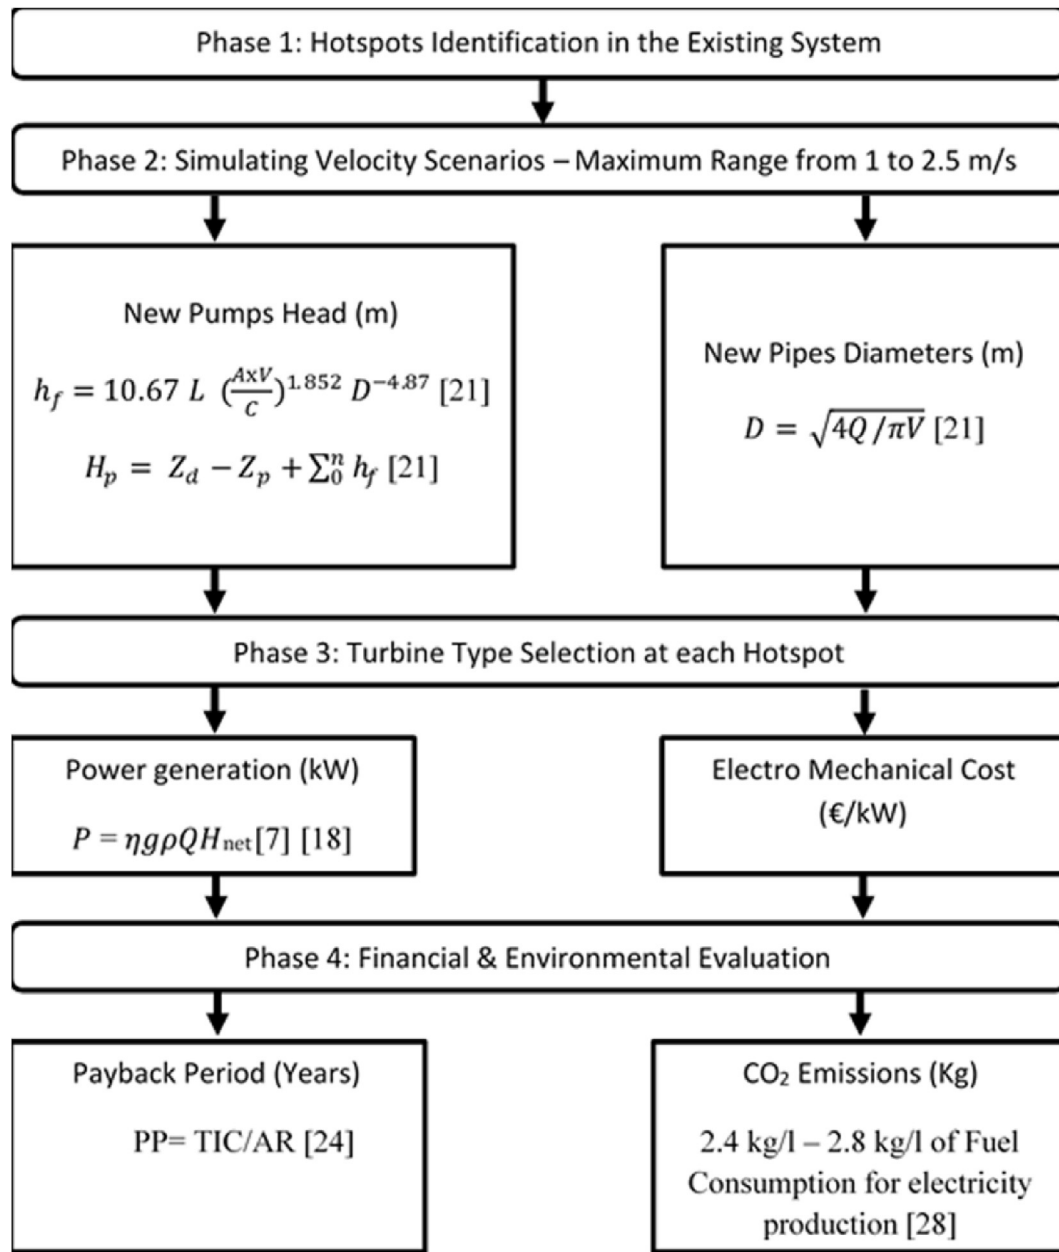 Phase 1: Hotspots Identification in the Existing System
Phase 2: Simulating Velocity Scenarios – Maximum Range from 1 to 2.5 m/s
New Pumps Head (m)
h_f = 10.67 L (\frac{AxV}{C})^{1.852} D^{-4.87} [21]
H_p = Z_d − Z_p + ∑_0^n h_f [21]
New Pipes Diameters (m)
D = √(4Q/πV) [21]
Phase 3: Turbine Type Selection at each Hotspot
Power generation (kW)
P = ηgρQH_net[7] [18]
Electro Mechanical Cost
(€/kW)
Phase 4: Financial & Environmental Evaluation
Payback Period (Years)
PP= TIC/AR [24]
CO₂ Emissions (Kg)
2.4 kg/l – 2.8 kg/l of Fuel
Consumption for electricity
production [28]